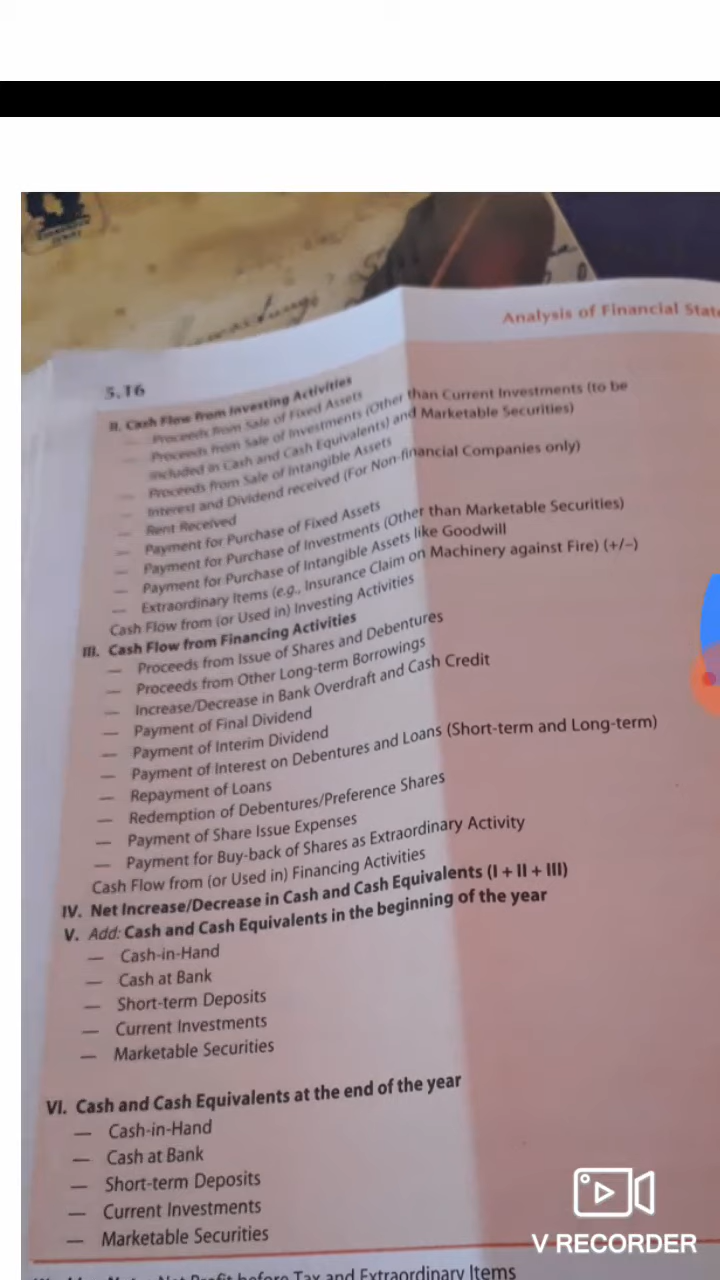 Analysis of Financial State
5.16
II. Cash Flow from Investing Activities
— Proceeds from Sale of Fixed Assets
— Proceeds from Sale of Investments (Other than Current Investments (to be
included in Cash and Cash Equivalents) and Marketable Securities)
— Proceeds from Sale of Intangible Assets
— Interest and Dividend received (For Non-financial Companies only)
— Rent Received
— Payment for Purchase of Fixed Assets
— Payment for Purchase of Investments (Other than Marketable Securities)
— Payment for Purchase of Intangible Assets like Goodwill
— Extraordinary Items (e.g., Insurance Claim on Machinery against Fire) (+/–)
Cash Flow from (or Used in) Investing Activities
III. Cash Flow from Financing Activities
— Proceeds from Issue of Shares and Debentures
— Proceeds from Other Long-term Borrowings
— Increase/Decrease in Bank Overdraft and Cash Credit
— Payment of Final Dividend
— Payment of Interim Dividend
— Payment of Interest on Debentures and Loans (Short-term and Long-term)
— Repayment of Loans
— Redemption of Debentures/Preference Shares
— Payment of Share Issue Expenses
— Payment for Buy-back of Shares as Extraordinary Activity
Cash Flow from (or Used in) Financing Activities
IV. Net Increase/Decrease in Cash and Cash Equivalents (I + II + III)
V. Add: Cash and Cash Equivalents in the beginning of the year
— Cash-in-Hand
— Cash at Bank
— Short-term Deposits
— Current Investments
— Marketable Securities
VI. Cash and Cash Equivalents at the end of the year
— Cash-in-Hand
— Cash at Bank
— Short-term Deposits
— Current Investments
— Marketable Securities
Net Profit before Tax and Extraordinary Items
V RECORDER